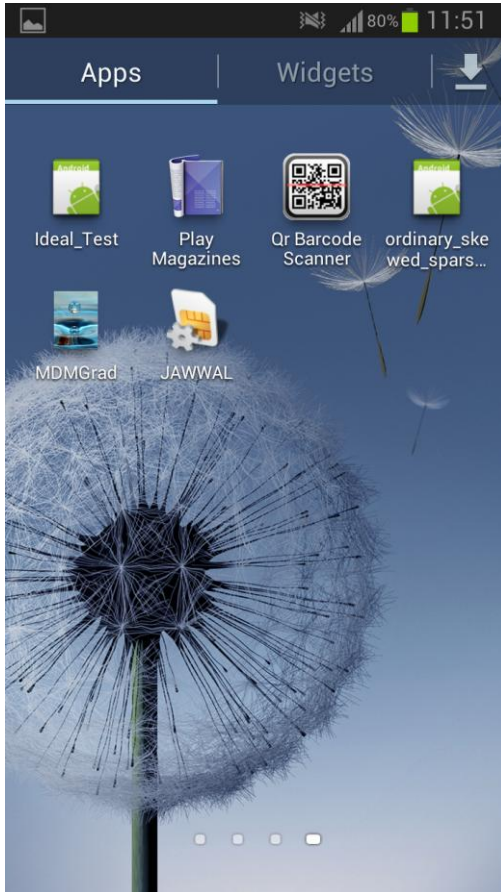 80% 11:51
Apps Widgets
Ideal_Test
Play
Magazines
Qr Barcode
Scanner
ordinary_ske
wed_spars...
MDMGrad
JAWWAL